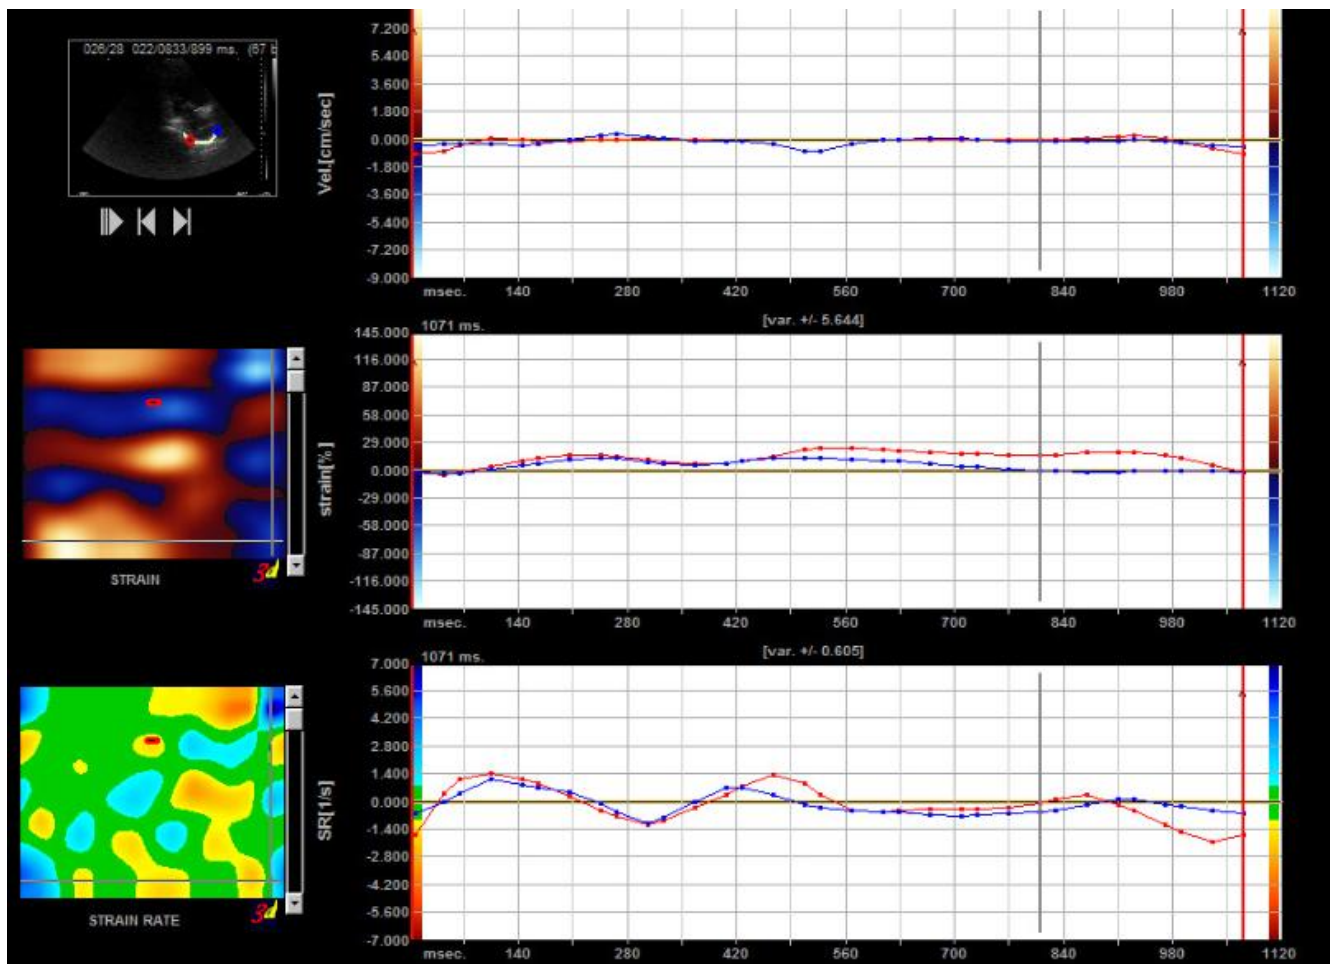 026/28 022/0833/899 ms. (67 b
Vel.[cm/sec]
7.200
5.400
3.600
1.800
0.000
-1.800
-3.600
-5.400
-7.200
-9.000
msec. 140 280 420 560 700 840 980 1120
[var. +/- 5.644]
1071 ms.
strain[%]
145.000
116.000
87.000
58.000
29.000
0.000
-29.000
-58.000
-87.000
-116.000
-145.000
msec. 140 280 420 560 700 840 980 1120
STRAIN
3d
[var. +/- 0.605]
1071 ms.
SR[1/s]
7.000
5.600
4.200
2.800
1.400
0.000
-1.400
-2.800
-4.200
-5.600
-7.000
msec. 140 280 420 560 700 840 980 1120
STRAIN RATE
3d